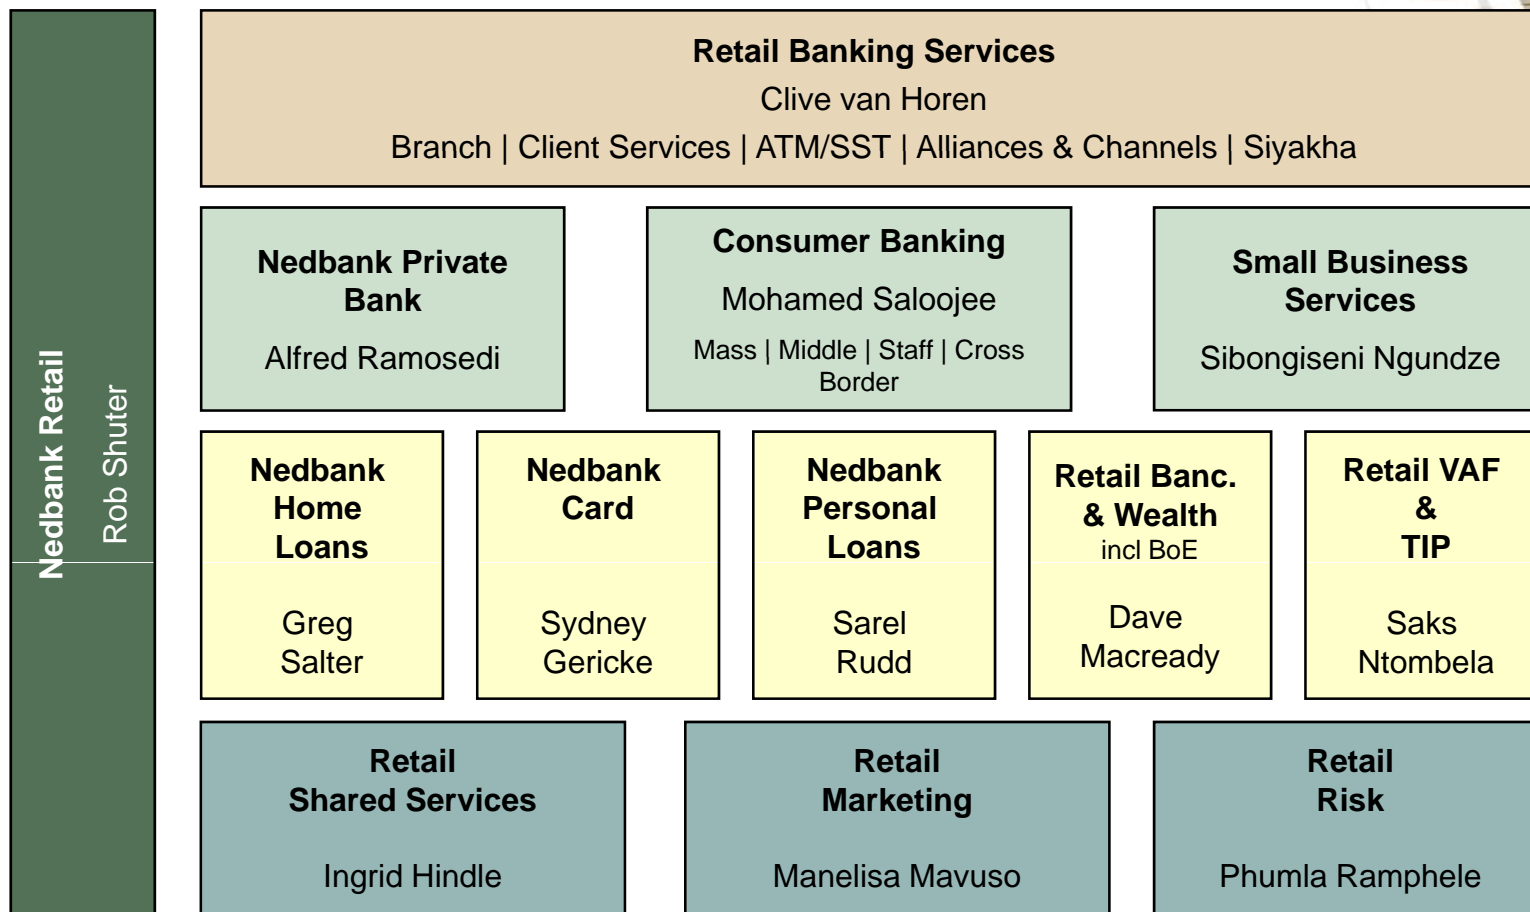 Nedbank Retail
Rob Shuter
Retail Banking Services
Clive van Horen
Branch | Client Services | ATM/SST | Alliances & Channels | Siyakha
Nedbank Private
Bank
Alfred Ramosedi
Consumer Banking
Mohamed Saloojee
Mass | Middle | Staff | Cross
Border
Small Business
Services
Sibongiseni Ngundze
Nedbank
Home
Loans
Greg
Salter
Nedbank
Card
Sydney
Gericke
Nedbank
Personal
Loans
Sarel
Rudd
Retail Banc.
& Wealth
incl BoE
Dave
Macready
Retail VAF
&
TIP
Saks
Ntombela
Retail
Shared Services
Ingrid Hindle
Retail
Marketing
Manelisa Mavuso
Retail
Risk
Phumla Ramphele